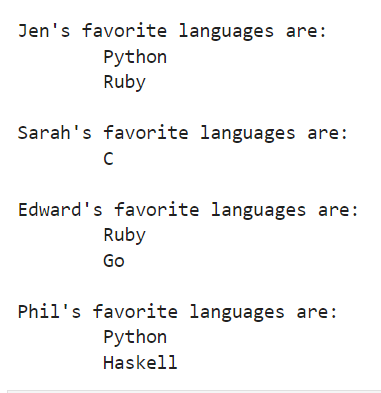 Jen's favorite languages are:
Python
Ruby
Sarah's favorite languages are:
C
Edward's favorite languages are:
Ruby
Go
Phil's favorite languages are:
Python
Haskell